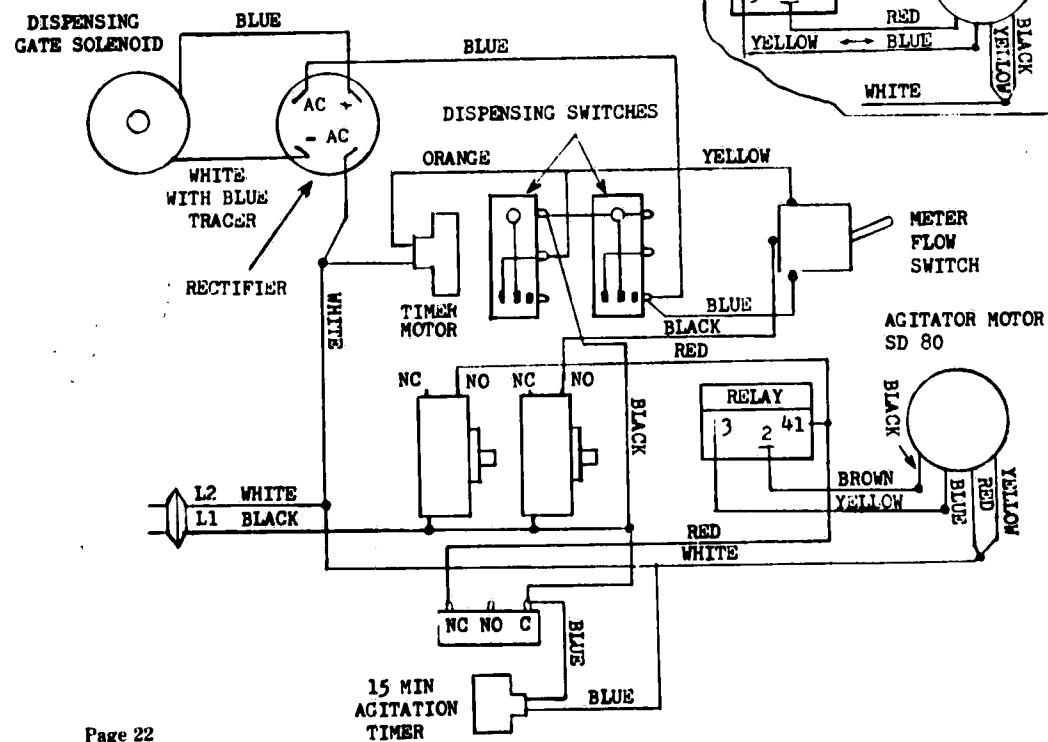 DISPENSING
GATE SOLENOID
BLUE
BLUE
RED
YELLOW BLUE
YELLOW
BLACK
WHITE
AC +
- AC
DISPENSING SWITCHES
ORANGE
YELLOW
WHITE
WITH BLUE
TRACER
RECTIFIER
WHITE
TIMER
MOTOR
METER
FLOW
SWITCH
BLUE
BLACK
RED
AGITATOR MOTOR
SD 80
NC NO NC NO
BLACK
RELAY
3 2 41
BLACK
BROWN
YELLOW
BLUE
RED
YELLOW
L2 WHITE
L1 BLACK
RED
WHITE
NC NO C
BLUE
15 MIN
AGITATION
TIMER
BLUE
Page 22